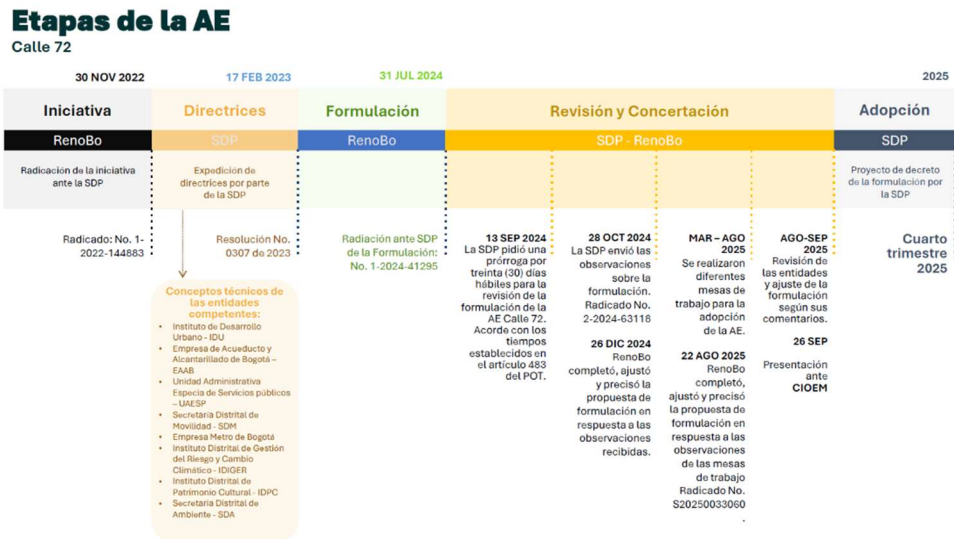 Etapas de la AE
Calle 72
30 NOV 2022
17 FEB 2023
31 JUL 2024
2025
Iniciativa
Directrices
Formulación
Revisión y Concertación
Adopción
RenoBo
SDP
RenoBo
SDP - RenoBo
SDP
Radicación de la iniciativa
ante la SDP
Expedición de
directrices por parte
de la SDP
Proyecto de decreto
de la formulación por
la SDP
Radicado: No. 1-
2022-144883
Resolución No.
0307 de 2023
Radiación ante SDP
de la Formulación:
No. 1-2024-41295
Conceptos técnicos de
las entidades
competentes:
• Instituto de Desarrollo
Urbano - IDU
• Empresa de Acueducto y
Alcantarillado de Bogotá –
EAAB
• Unidad Administrativa
Especia de Servicios públicos
– UAESP
• Secretaria Distrital de
Movilidad - SDM
• Empresa Metro de Bogotá
• Instituto Distrital de Gestión
del Riesgo y Cambio
Climático - IDIGER
• Instituto Distrital de
Patrimonio Cultural - IDPC
• Secretaria Distrital de
Ambiente - SDA
13 SEP 2024
La SDP pidió una
prórroga por
treinta (30) días
hábiles para la
revisión de la
formulación de la
AE Calle 72.
Acorde con los
tiempos
establecidos en
el artículo 483
del POT.
28 OCT 2024
La SDP envió las
observaciones
sobre la
formulación.
Radicado No.
2-2024-63116
26 DIC 2024
RenoBo
completó, ajustó
y precisó la
propuesta de
formulación en
respuesta a las
observaciones
recibidas.
MAR – AGO
2025
Se realizaron
diferentes
mesas de
trabajo para la
adopción
de la AE.
22 AGO 2025
RenoBo
completó,
ajustó y precisó
la propuesta de
formulación en
respuesta a las
observaciones
de las mesas
de trabajo
Radicado No.
S20250033060
.
AGO-SEP
2025
Revisión de
las entidades
y ajuste de la
formulación
según sus
comentarios.
26 SEP
Presentación
ante
CIOEM
Cuarto
trimestre
2025